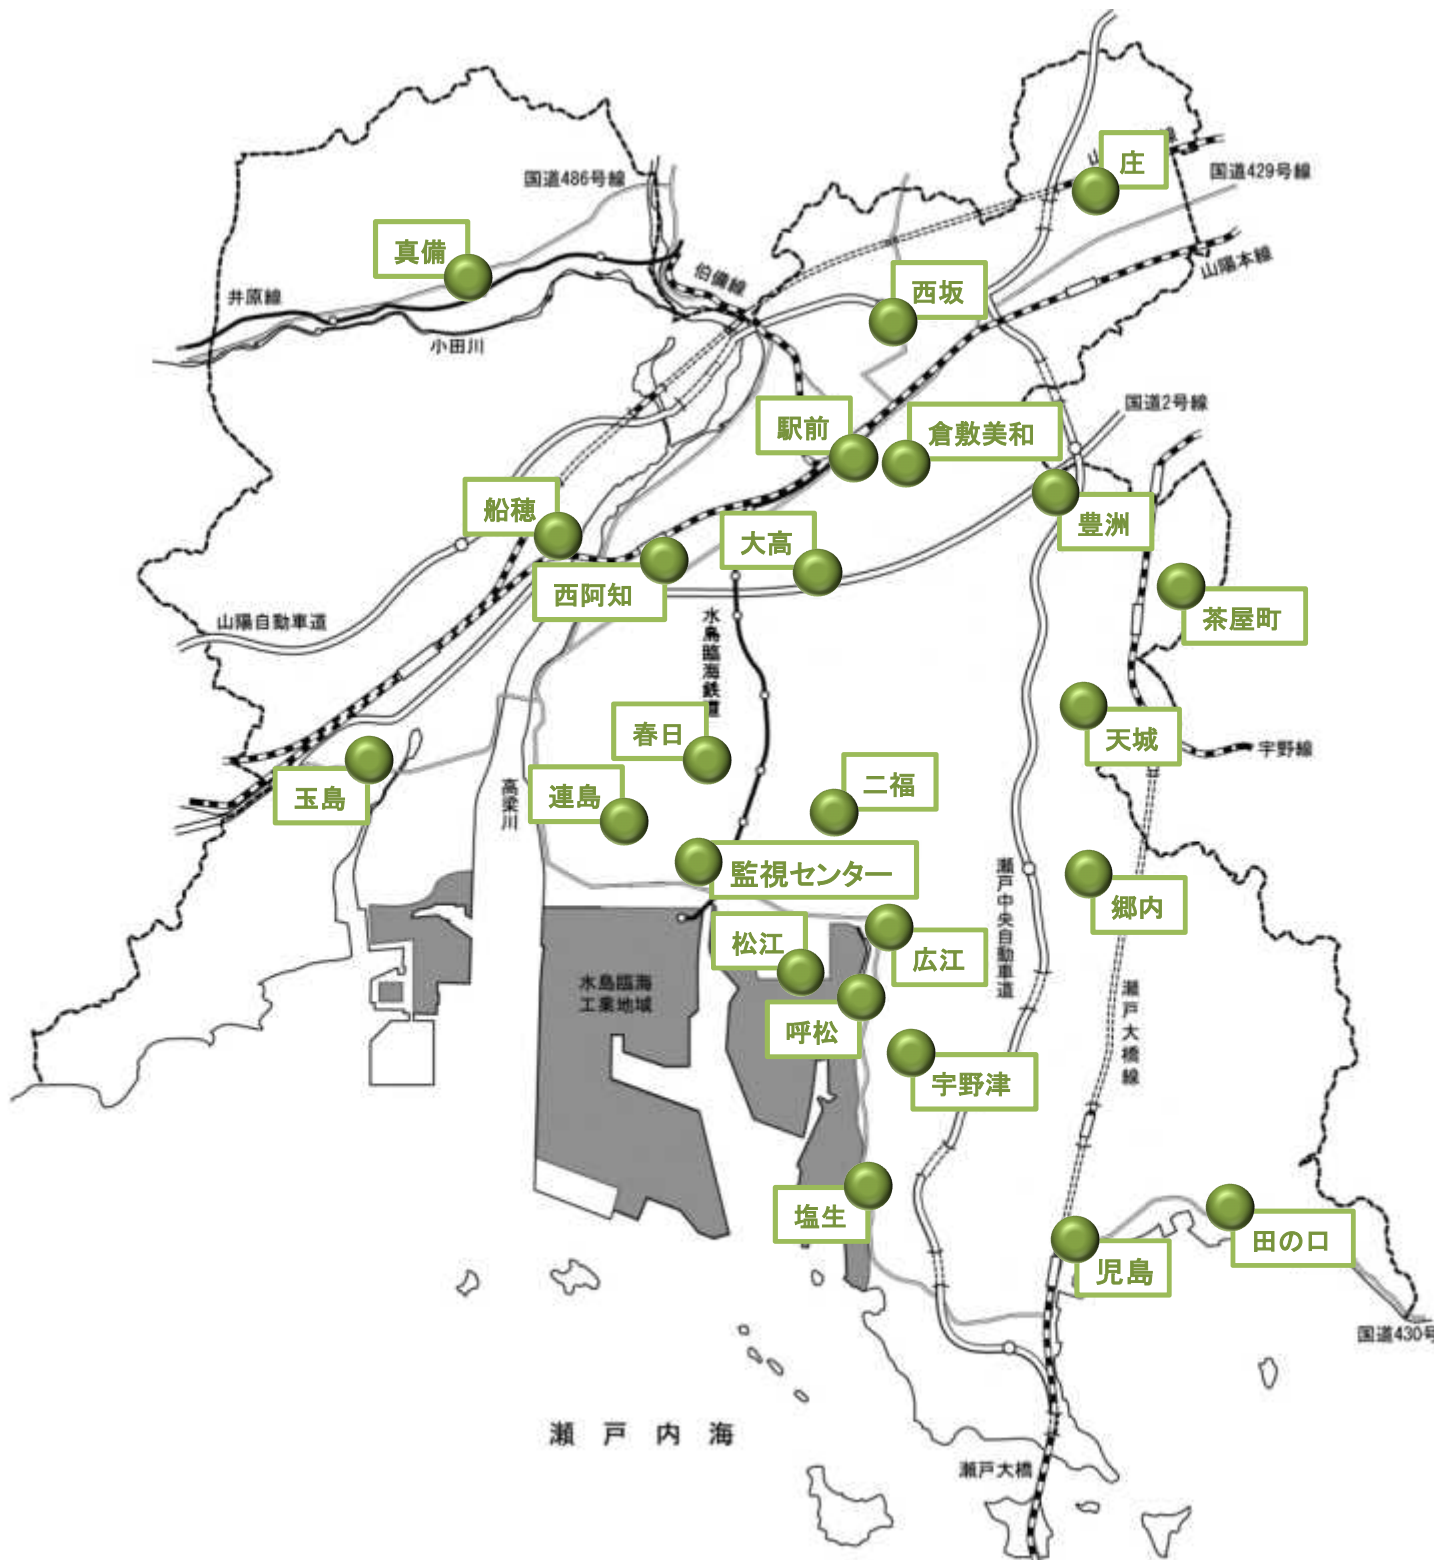 庄
国道486号線
国道429号線
真備
伯備線
山陽本線
西坂
井原線
小田川
国道2号線
駅前
倉敷美和
船穂
豊洲
大高
西阿知
山陽自動車道
水島臨海鉄道
茶屋町
春日
天城
宇野線
玉島
連島
高梁川
二福
監視センター
瀬戸中央自動車道
郷内
松江
広江
水島臨海
工業地域
瀬戸大橋線
呼松
宇野津
塩生
田の口
児島
国道430号
瀬戸内海
瀬戸大橋